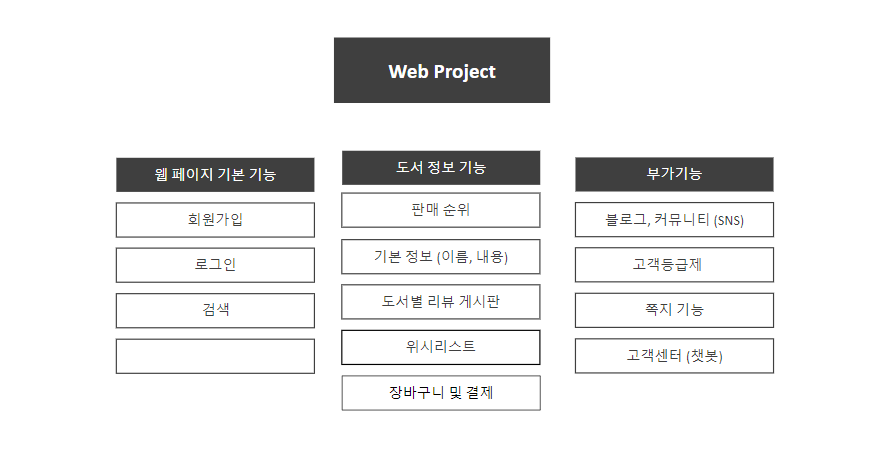 Web Project
웹 페이지 기본 기능
회원가입
로그인
검색
도서 정보 기능
판매 순위
기본 정보 (이름, 내용)
도서별 리뷰 게시판
위시리스트
장바구니 및 결제
부가기능
블로그, 커뮤니티 (SNS)
고객등급제
쪽지 기능
고객센터 (챗봇)